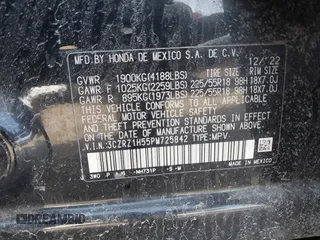 MFD.BY HONDA DE MEXICO S.A. DE C.V.
12/'22
GVWR 1900KG(4188LBS) TIRE SIZE RIM SIZE
GAWR F 1025KG(2259LBS) 225/55R18 98H 18X7.0J
GAWR R 895KG(1973LBS) 225/55R18 98H 18X7.0J
THIS VEHICLE CONFORMS TO ALL APPLICABLE
FEDERAL MOTOR VEHICLE SAFETY, BUMPER,
AND THEFT PREVENTION STANDARDS IN EFFECT
ON THE DATE OF MANUFACTURE SHOWN ABOVE.
V.I.N:3CZRZ1H55PM725842 TYPE:MPV.
3W0 P NH731P -S-M
DREAMBID